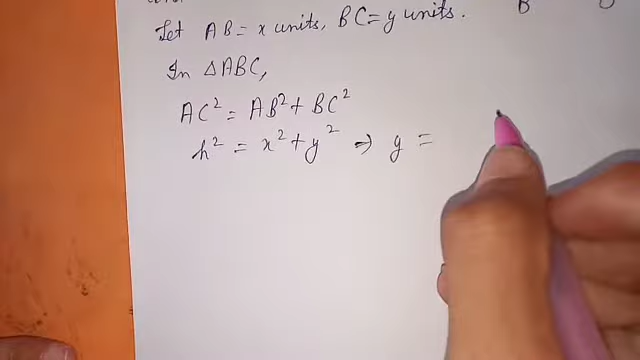 Let AB = x units, BC = y units. B
In △ABC,
AC² = AB² + BC²
h² = x² + y² ⇒ y =